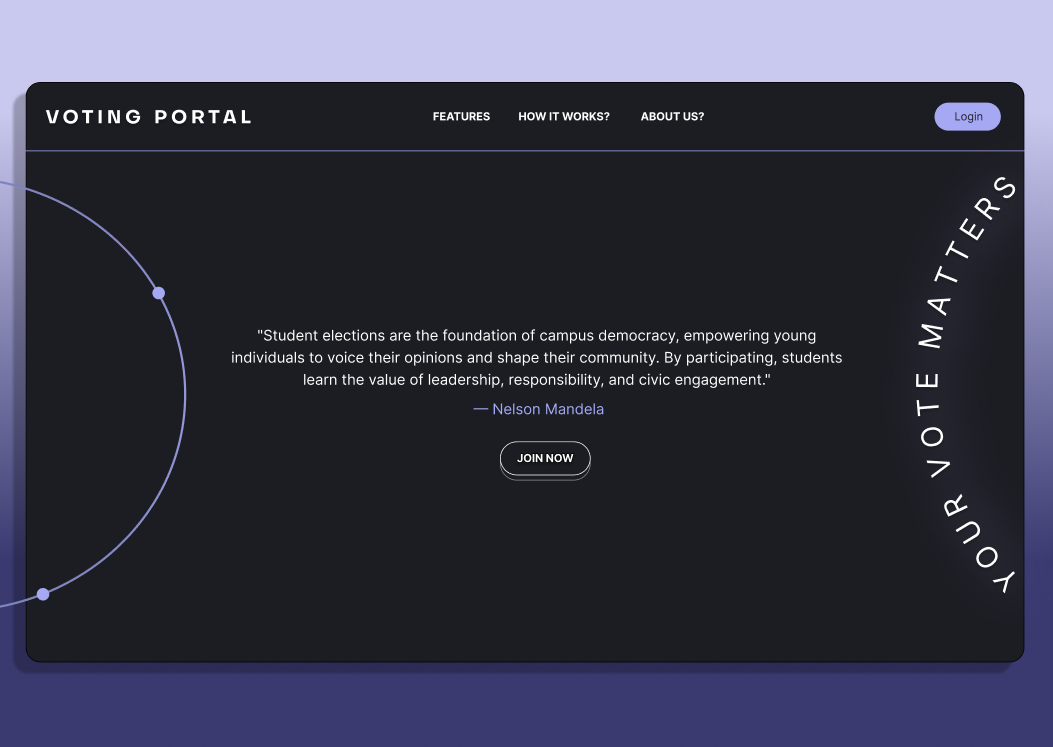 VOTING PORTAL
FEATURES
HOW IT WORKS?
ABOUT US?
Login
"Student elections are the foundation of campus democracy, empowering young
individuals to voice their opinions and shape their community. By participating, students
learn the value of leadership, responsibility, and civic engagement."
— Nelson Mandela
JOIN NOW
YOUR VOTE MATTERS